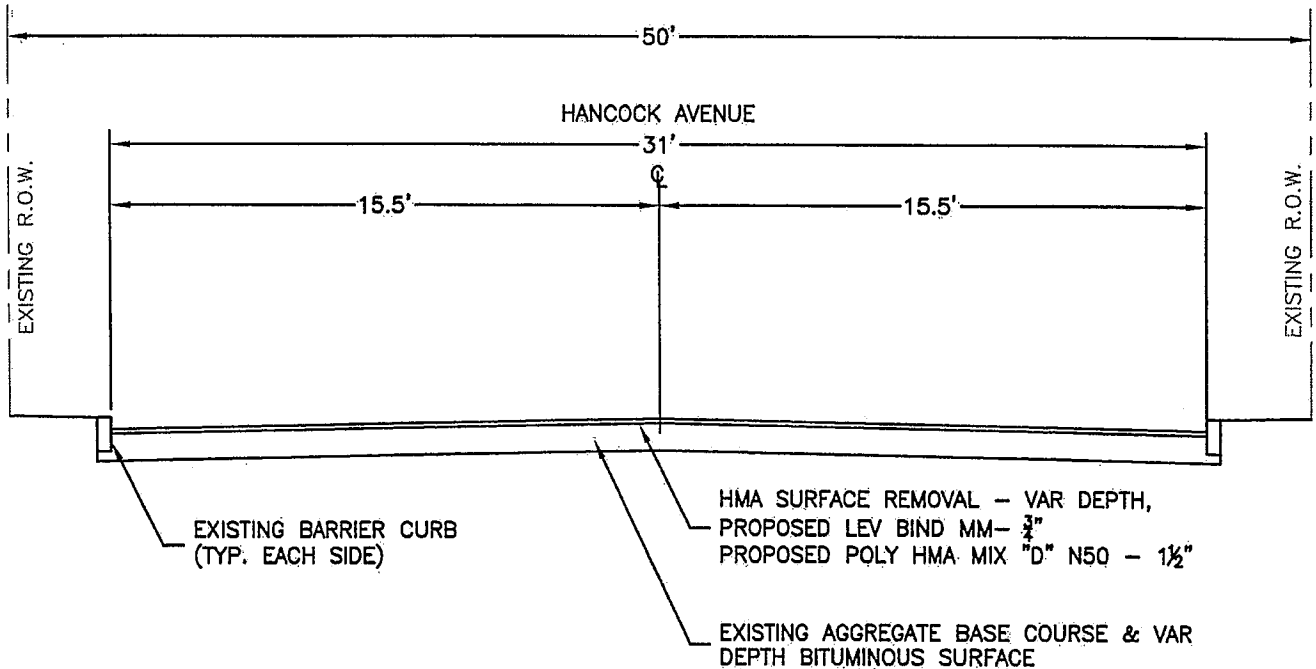 50'
HANCOCK AVENUE
31'
℄
15.5'
15.5'
EXISTING R.O.W.
EXISTING R.O.W.
EXISTING BARRIER CURB
(TYP. EACH SIDE)
HMA SURFACE REMOVAL – VAR DEPTH,
PROPOSED LEV BIND MM– ¾"
PROPOSED POLY HMA MIX "D" N50 – 1½"
EXISTING AGGREGATE BASE COURSE & VAR
DEPTH BITUMINOUS SURFACE